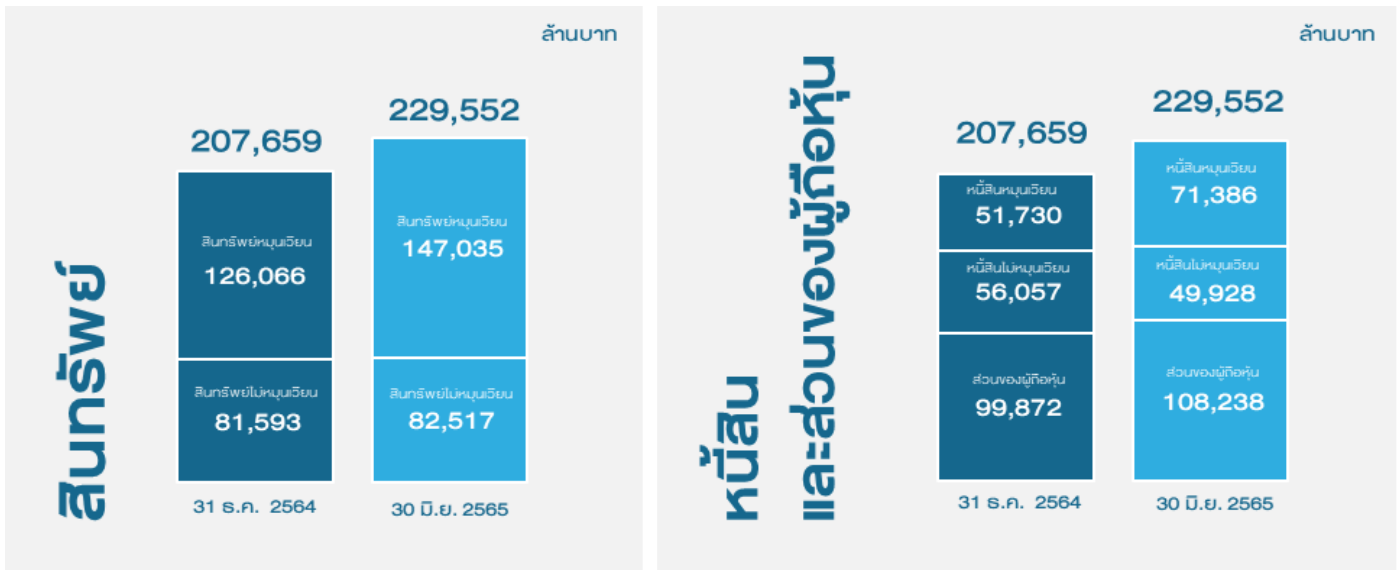 ล้านบาท
สินทรัพย์
207,659
229,552
สินทรัพย์หมุนเวียน
126,066
สินทรัพย์หมุนเวียน
147,035
สินทรัพย์ไม่หมุนเวียน
81,593
สินทรัพย์ไม่หมุนเวียน
82,517
31 ธ.ค. 2564
30 มิ.ย. 2565
ล้านบาท
หนี้สิน
และส่วนของผู้ถือหุ้น
207,659
229,552
หนี้สินหมุนเวียน
51,730
หนี้สินไม่หมุนเวียน
56,057
ส่วนของผู้ถือหุ้น
99,872
หนี้สินหมุนเวียน
71,386
หนี้สินไม่หมุนเวียน
49,928
ส่วนของผู้ถือหุ้น
108,238
31 ธ.ค. 2564
30 มิ.ย. 2565